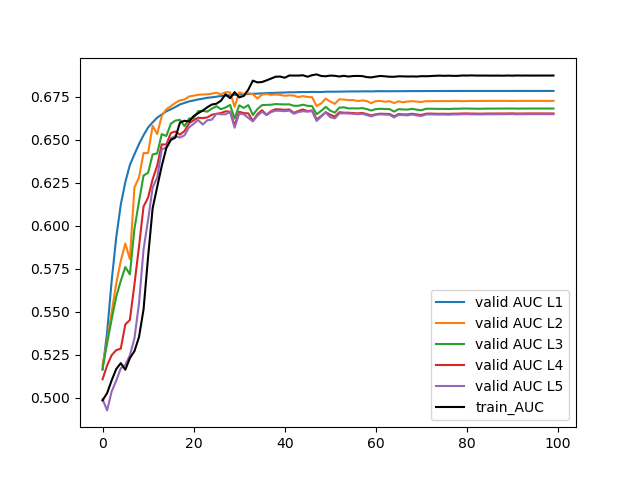 0.675
0.650
0.625
0.600
0.575
0.550
0.525
0.500
0 20 40 60 80 100
valid AUC L1
valid AUC L2
valid AUC L3
valid AUC L4
valid AUC L5
train_AUC